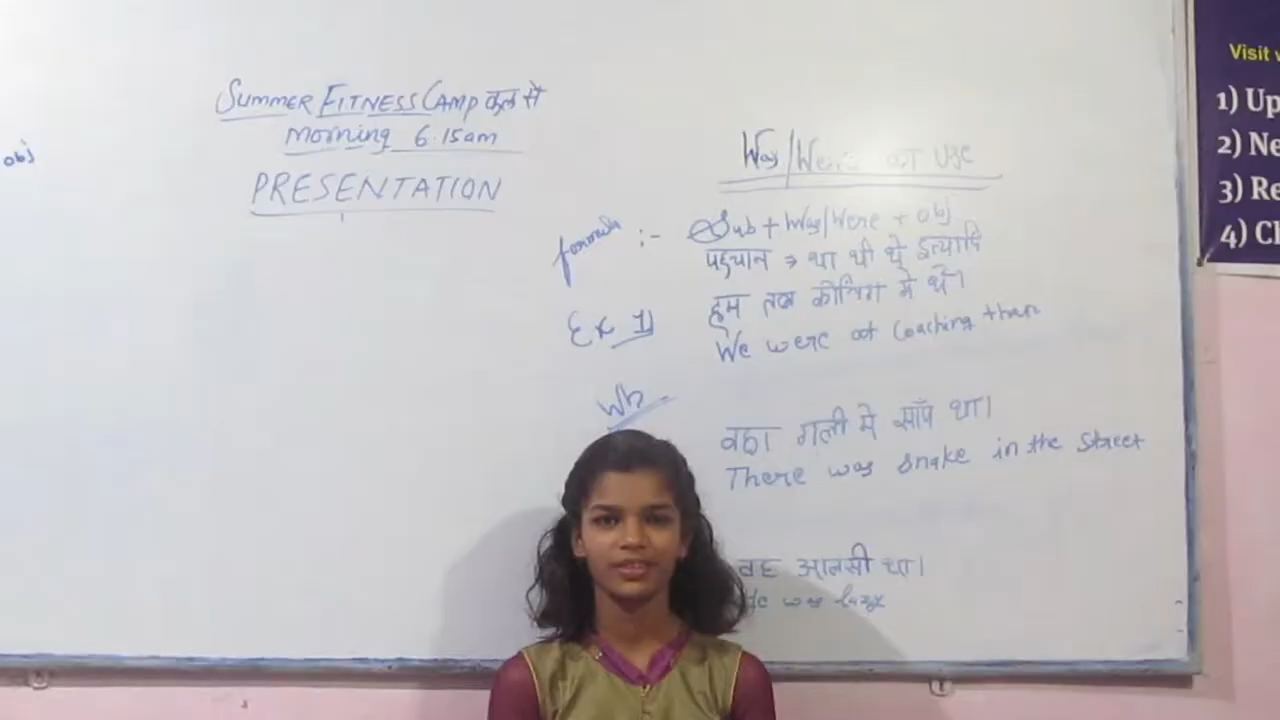 obj
SUMMER FITNESS CAMP कल से
Morning 6.15am
PRESENTATION
Was/Were का use
formula :- Sub + Was/Were + obj
पहचान → था थी थे इत्यादि
Ex 1) हम तब कोचिंग मे थे।
We were at coaching then
Wh
वहा गली मे साँप था।
There was snake in the street
वह आलसी था।
He was lazy
Visit
1) Up
2) Ne
3) Re
4) Cl